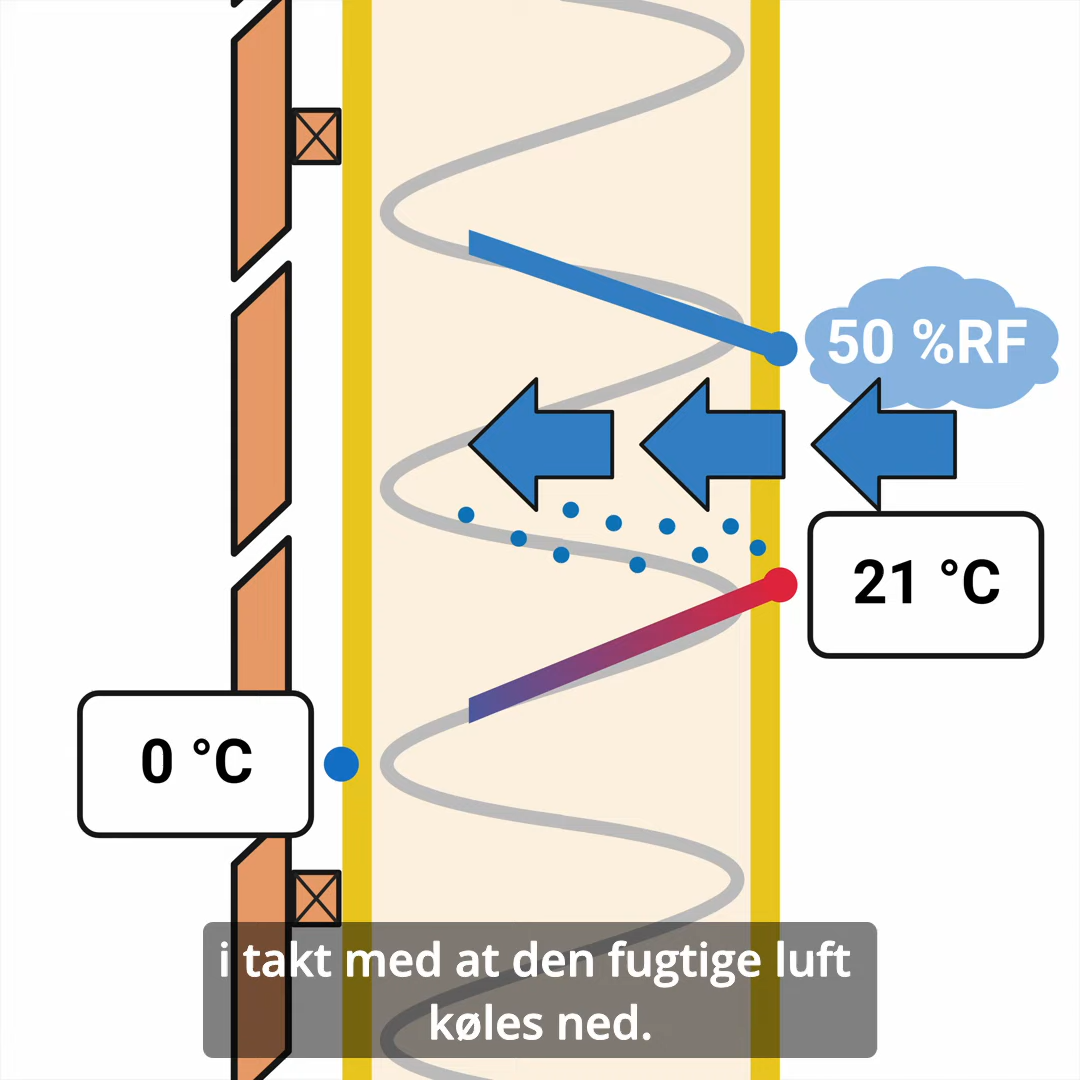 50 %RF
21 °C
0 °C
i takt med at den fugtige luft
køles ned.